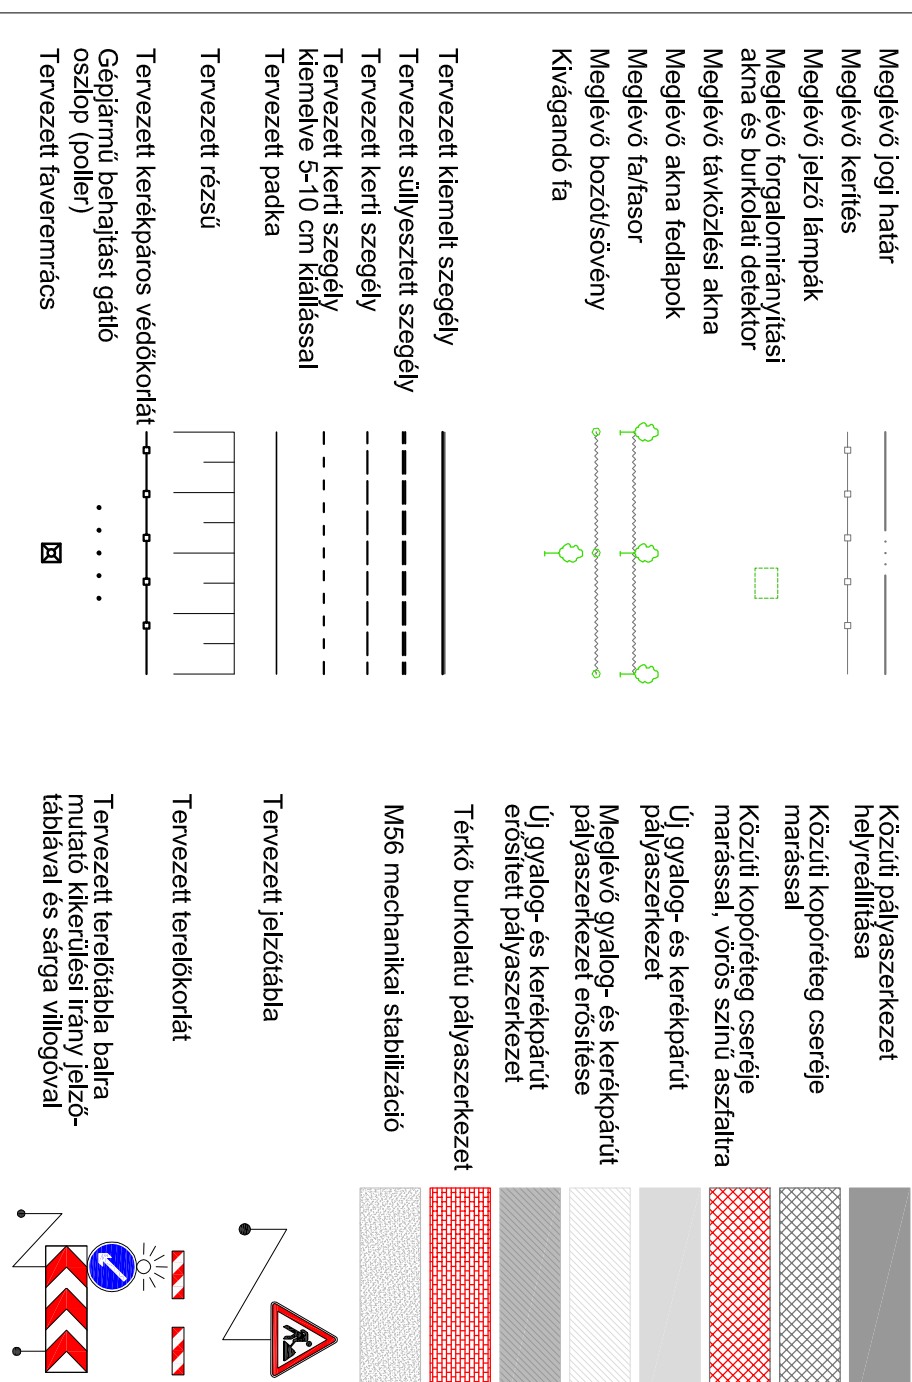 Meglévő jogi határ
Meglévő kerítés
Meglévő jelző lámpák
Meglévő forgalomirányítási
akna és burkolati detektor
Meglévő távközlési akna
Meglévő akna fedlapok
Meglévő fa/fasor
Meglévő bozót/sövény
Kivágandó fa
Tervezett kiemelt szegély
Tervezett süllyesztett szegély
Tervezett kerti szegély
Tervezett kerti szegély
kiemelve 5-10 cm kiállással
Tervezett padka
Tervezett rézsű
Tervezett kerékpáros védőkorlát
Gépjármű behajtást gátló
oszlop (poller)
Tervezett faveremrács
Közúti pályaszerkezet
helyreállítása
Közúti kopóréteg cseréje
marással
Közúti kopóréteg cseréje
marással, vörös színű aszfaltra
Új gyalog- és kerékpárút
pályaszerkezet
Meglévő gyalog- és kerékpárút
pályaszerkezet erősítése
Új gyalog- és kerékpárút
erősített pályaszerkezet
Térkő burkolatú pályaszerkezet
M56 mechanikai stabilizáció
Tervezett jelzőtábla
Tervezett terelőkorlát
Tervezett terelőtábla balra
mutató kikerülési irány jelző-
táblával és sárga villogóval